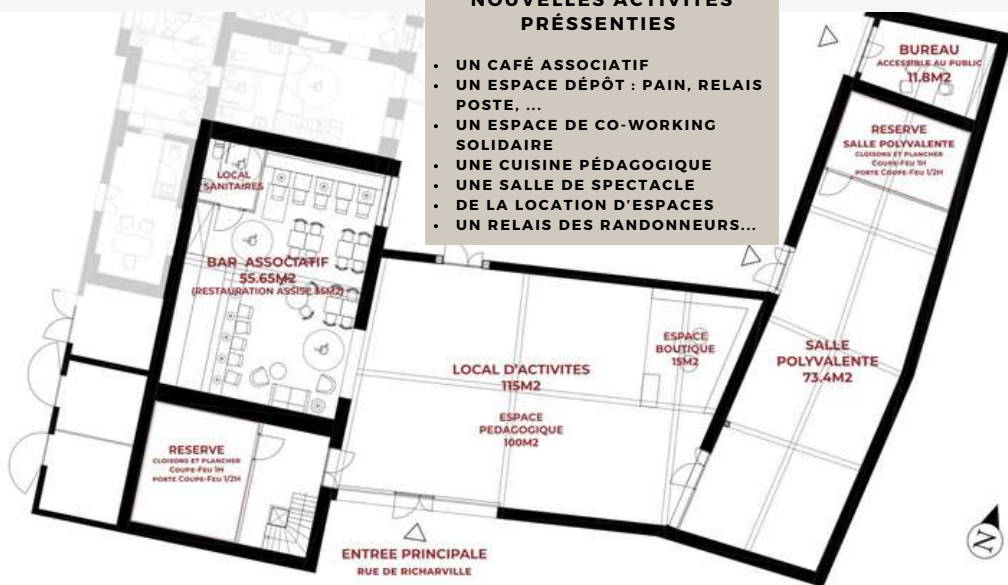 NOUVELLES ACTIVITÉS
PRÉSSENTIES
• UN CAFÉ ASSOCIATIF
• UN ESPACE DÉPÔT : PAIN, RELAIS
POSTE, ...
• UN ESPACE DE CO-WORKING
SOLIDAIRE
• UNE CUISINE PÉDAGOGIQUE
• UNE SALLE DE SPECTACLE
• DE LA LOCATION D'ESPACES
• UN RELAIS DES RANDONNEURS...
BUREAU
ACCESSIBLE AU PUBLIC
11.8M2
RESERVE
SALLE POLYVALENTE
CLOISONS ET PLANCHER
COUPE-FEU 1H
PORTE COUPE-FEU 1/2H
LOCAL
SANITAIRES
BAR ASSOCIATIF
55.65M2
(RESTAURATION ASSISE 35M2)
LOCAL D'ACTIVITES
115M2
ESPACE
PEDAGOGIQUE
100M2
ESPACE
BOUTIQUE
15M2
SALLE
POLYVALENTE
73.4M2
RESERVE
CLOISONS ET PLANCHER
COUPE-FEU 1H
PORTE COUPE-FEU 1/2H
ENTREE PRINCIPALE
RUE DE RICHARVILLE
N